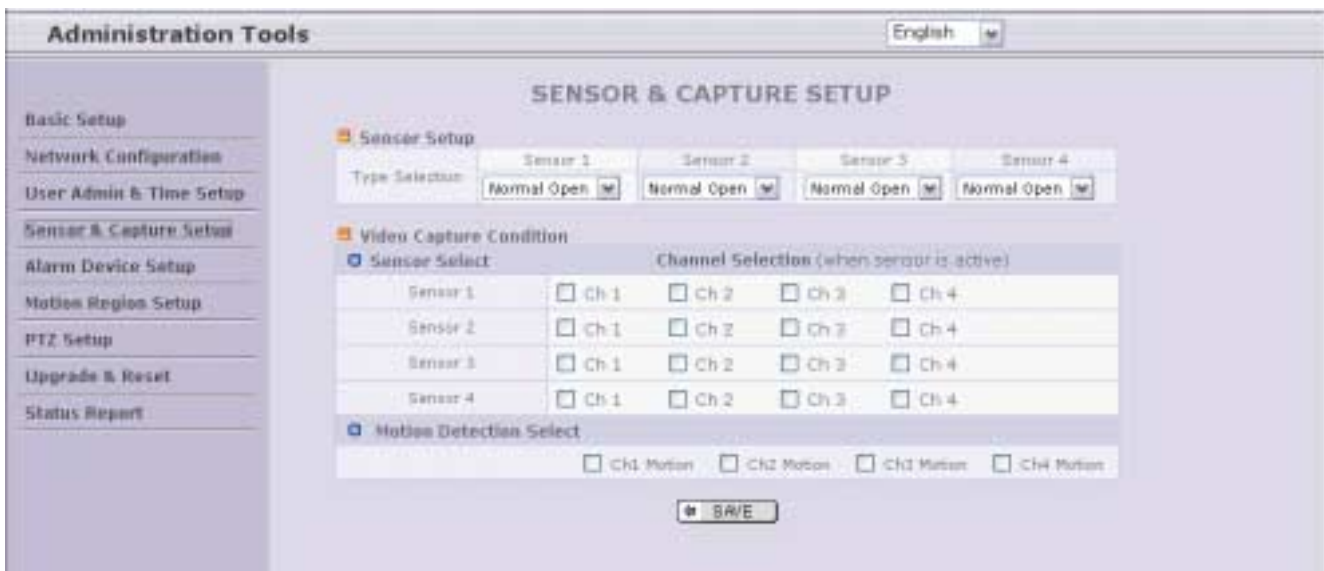 Administration Tools
English
SENSOR & CAPTURE SETUP
Basic Setup
Network Configuration
User Admin & Time Setup
Sensor & Capture Setup
Alarm Device Setup
Motion Region Setup
PTZ Setup
Upgrade & Reset
Status Report
Sensor Setup
Sensor 1 Sensor 2 Sensor 3 Sensor 4
Type Selection Normal Open Normal Open Normal Open Normal Open
Video Capture Condition
Sensor Select Channel Selection (when sensor is active)
Sensor 1 Ch 1 Ch 2 Ch 3 Ch 4
Sensor 2 Ch 1 Ch 2 Ch 3 Ch 4
Sensor 3 Ch 1 Ch 2 Ch 3 Ch 4
Sensor 4 Ch 1 Ch 2 Ch 3 Ch 4
Motion Detection Select
Ch1 Motion Ch2 Motion Ch3 Motion Ch4 Motion
SAVE